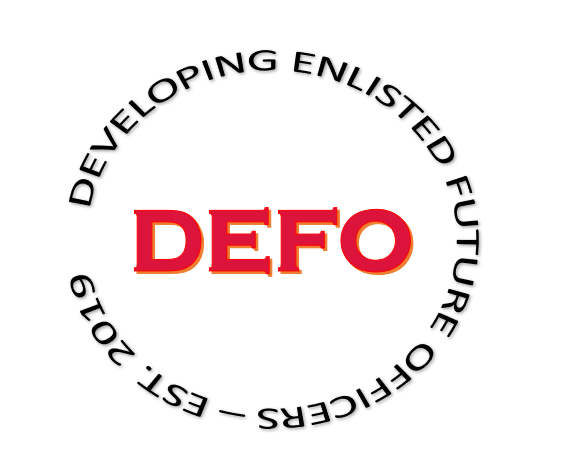 DEVELOPING ENLISTED FUTURE OFFICERS – EST. 2019
DEFO